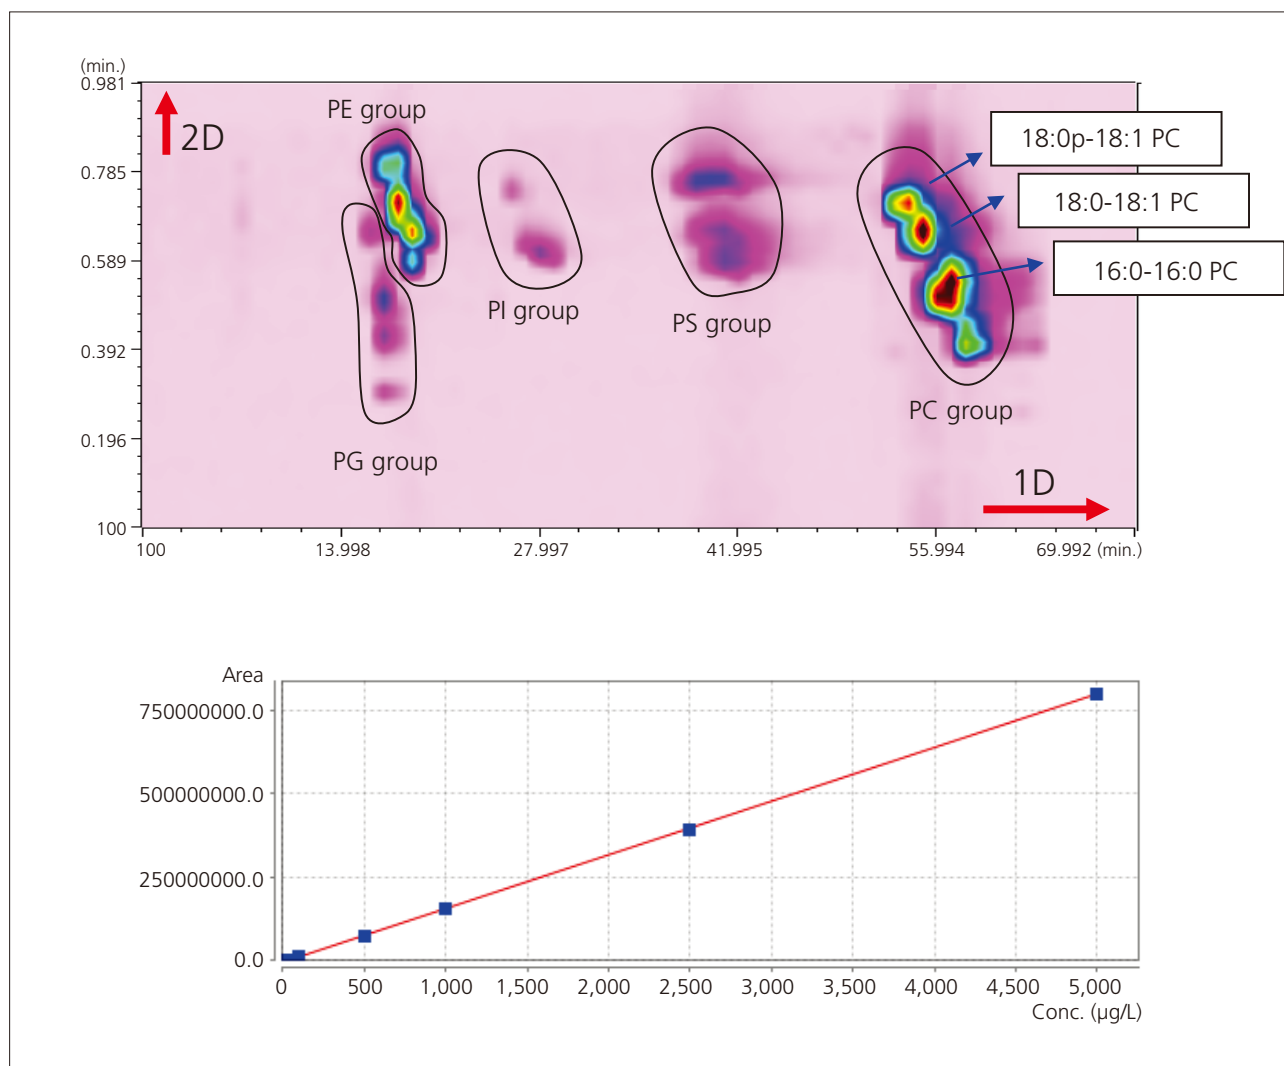 (min.)
0.981
2D
PE group
18:0p-18:1 PC
0.785
18:0-18:1 PC
0.589
16:0-16:0 PC
PI group
PS group
0.392
PC group
0.196
PG group
1D
100
100 13.998 27.997 41.995 55.994 69.992 (min.)
Area
750000000.0
500000000.0
250000000.0
0.0
0 500 1,000 1,500 2,000 2,500 3,000 3,500 4,000 4,500 5,000
Conc. (µg/L)